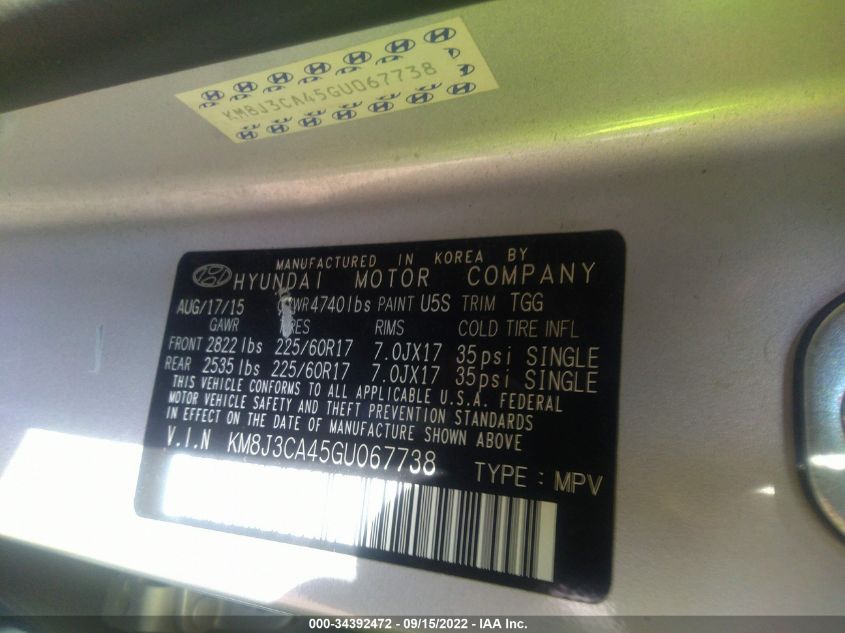 KM8J3CA45GU067738
MANUFACTURED IN KOREA BY
HYUNDAI MOTOR COMPANY
AUG/17/15 GVWR 4740lbs PAINT U5S TRIM TGG
GAWR RIMS COLD TIRE INFL
FRONT 2822lbs 225/60R17 7.0JX17 35psi SINGLE
REAR 2535lbs 225/60R17 7.0JX17 35psi SINGLE
THIS VEHICLE CONFORMS TO ALL APPLICABLE U.S.A. FEDERAL
MOTOR VEHICLE SAFETY AND THEFT PREVENTION STANDARDS
IN EFFECT ON THE DATE OF MANUFACTURE SHOWN ABOVE
V.I.N KM8J3CA45GU067738
TYPE : MPV
000-34392472 - 09/15/2022 - IAA Inc.